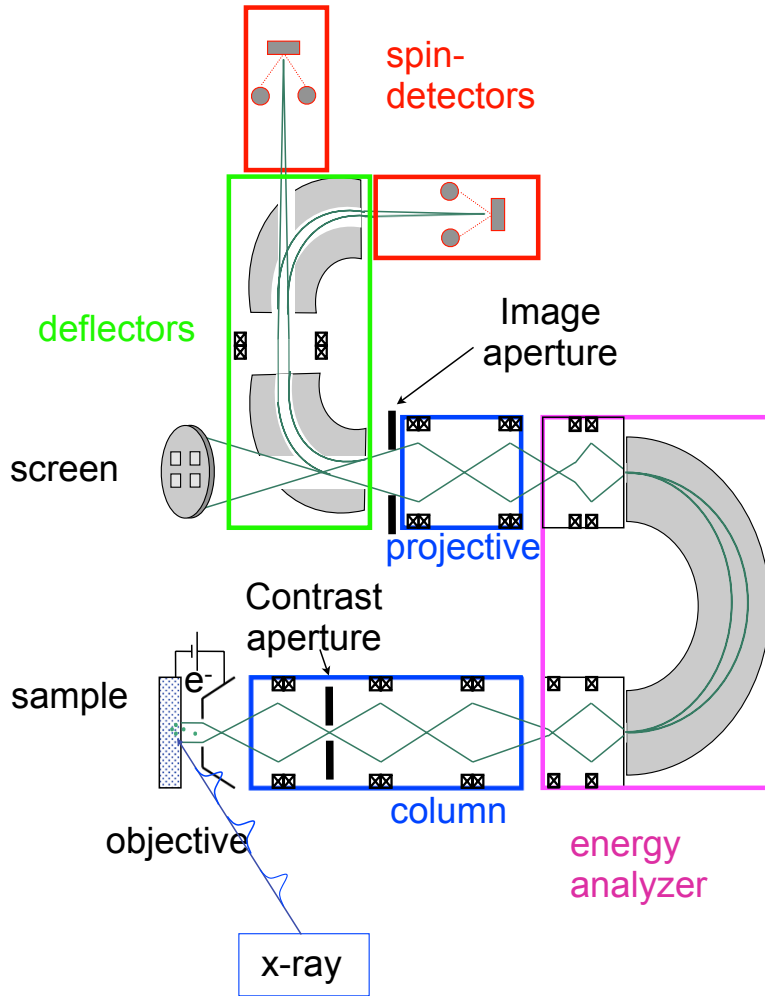 spin-
detectors
Image
aperture
deflectors
screen
projective
Contrast
aperture
e-
sample
column
objective
energy
analyzer
x-ray